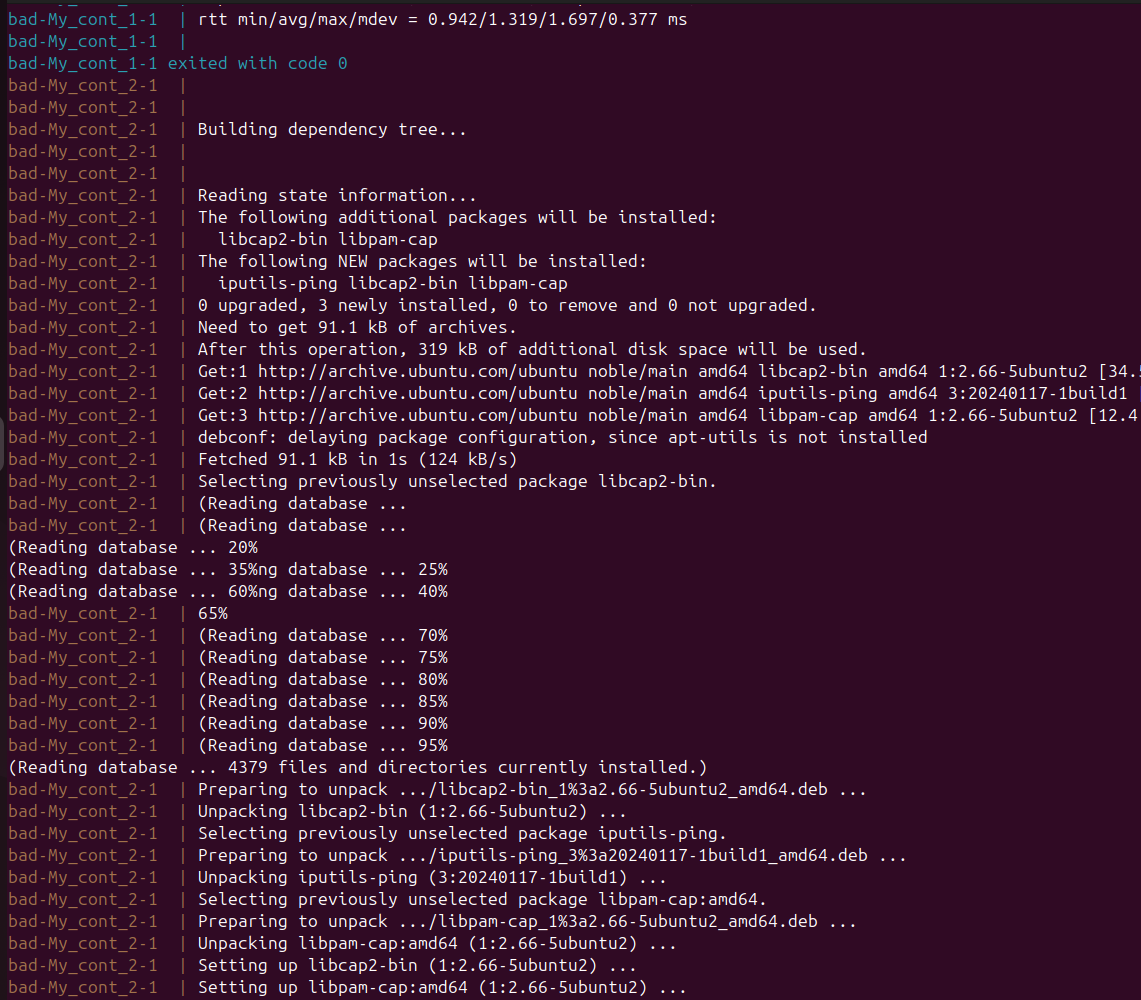 bad-My_cont_1-1  | rtt min/avg/max/mdev = 0.942/1.319/1.697/0.377 ms
bad-My_cont_1-1  |
bad-My_cont_1-1 exited with code 0
bad-My_cont_2-1  |
bad-My_cont_2-1  |
bad-My_cont_2-1  | Building dependency tree...
bad-My_cont_2-1  |
bad-My_cont_2-1  |
bad-My_cont_2-1  | Reading state information...
bad-My_cont_2-1  | The following additional packages will be installed:
bad-My_cont_2-1  |   libcap2-bin libpam-cap
bad-My_cont_2-1  | The following NEW packages will be installed:
bad-My_cont_2-1  |   iputils-ping libcap2-bin libpam-cap
bad-My_cont_2-1  | 0 upgraded, 3 newly installed, 0 to remove and 0 not upgraded.
bad-My_cont_2-1  | Need to get 91.1 kB of archives.
bad-My_cont_2-1  | After this operation, 319 kB of additional disk space will be used.
bad-My_cont_2-1  | Get:1 http://archive.ubuntu.com/ubuntu noble/main amd64 libcap2-bin amd64 1:2.66-5ubuntu2 [34.
bad-My_cont_2-1  | Get:2 http://archive.ubuntu.com/ubuntu noble/main amd64 iputils-ping amd64 3:20240117-1build1
bad-My_cont_2-1  | Get:3 http://archive.ubuntu.com/ubuntu noble/main amd64 libpam-cap amd64 1:2.66-5ubuntu2 [12.4
bad-My_cont_2-1  | debconf: delaying package configuration, since apt-utils is not installed
bad-My_cont_2-1  | Fetched 91.1 kB in 1s (124 kB/s)
bad-My_cont_2-1  | Selecting previously unselected package libcap2-bin.
bad-My_cont_2-1  | (Reading database ...
bad-My_cont_2-1  | (Reading database ...
(Reading database ... 20%
(Reading database ... 35%ng database ... 25%
(Reading database ... 60%ng database ... 40%
bad-My_cont_2-1  | 65%
bad-My_cont_2-1  | (Reading database ... 70%
bad-My_cont_2-1  | (Reading database ... 75%
bad-My_cont_2-1  | (Reading database ... 80%
bad-My_cont_2-1  | (Reading database ... 85%
bad-My_cont_2-1  | (Reading database ... 90%
bad-My_cont_2-1  | (Reading database ... 95%
(Reading database ... 4379 files and directories currently installed.)
bad-My_cont_2-1  | Preparing to unpack .../libcap2-bin_1%3a2.66-5ubuntu2_amd64.deb ...
bad-My_cont_2-1  | Unpacking libcap2-bin (1:2.66-5ubuntu2) ...
bad-My_cont_2-1  | Selecting previously unselected package iputils-ping.
bad-My_cont_2-1  | Preparing to unpack .../iputils-ping_3%3a20240117-1build1_amd64.deb ...
bad-My_cont_2-1  | Unpacking iputils-ping (3:20240117-1build1) ...
bad-My_cont_2-1  | Selecting previously unselected package libpam-cap:amd64.
bad-My_cont_2-1  | Preparing to unpack .../libpam-cap_1%3a2.66-5ubuntu2_amd64.deb ...
bad-My_cont_2-1  | Unpacking libpam-cap:amd64 (1:2.66-5ubuntu2) ...
bad-My_cont_2-1  | Setting up libcap2-bin (1:2.66-5ubuntu2) ...
bad-My_cont_2-1  | Setting up libpam-cap:amd64 (1:2.66-5ubuntu2) ...